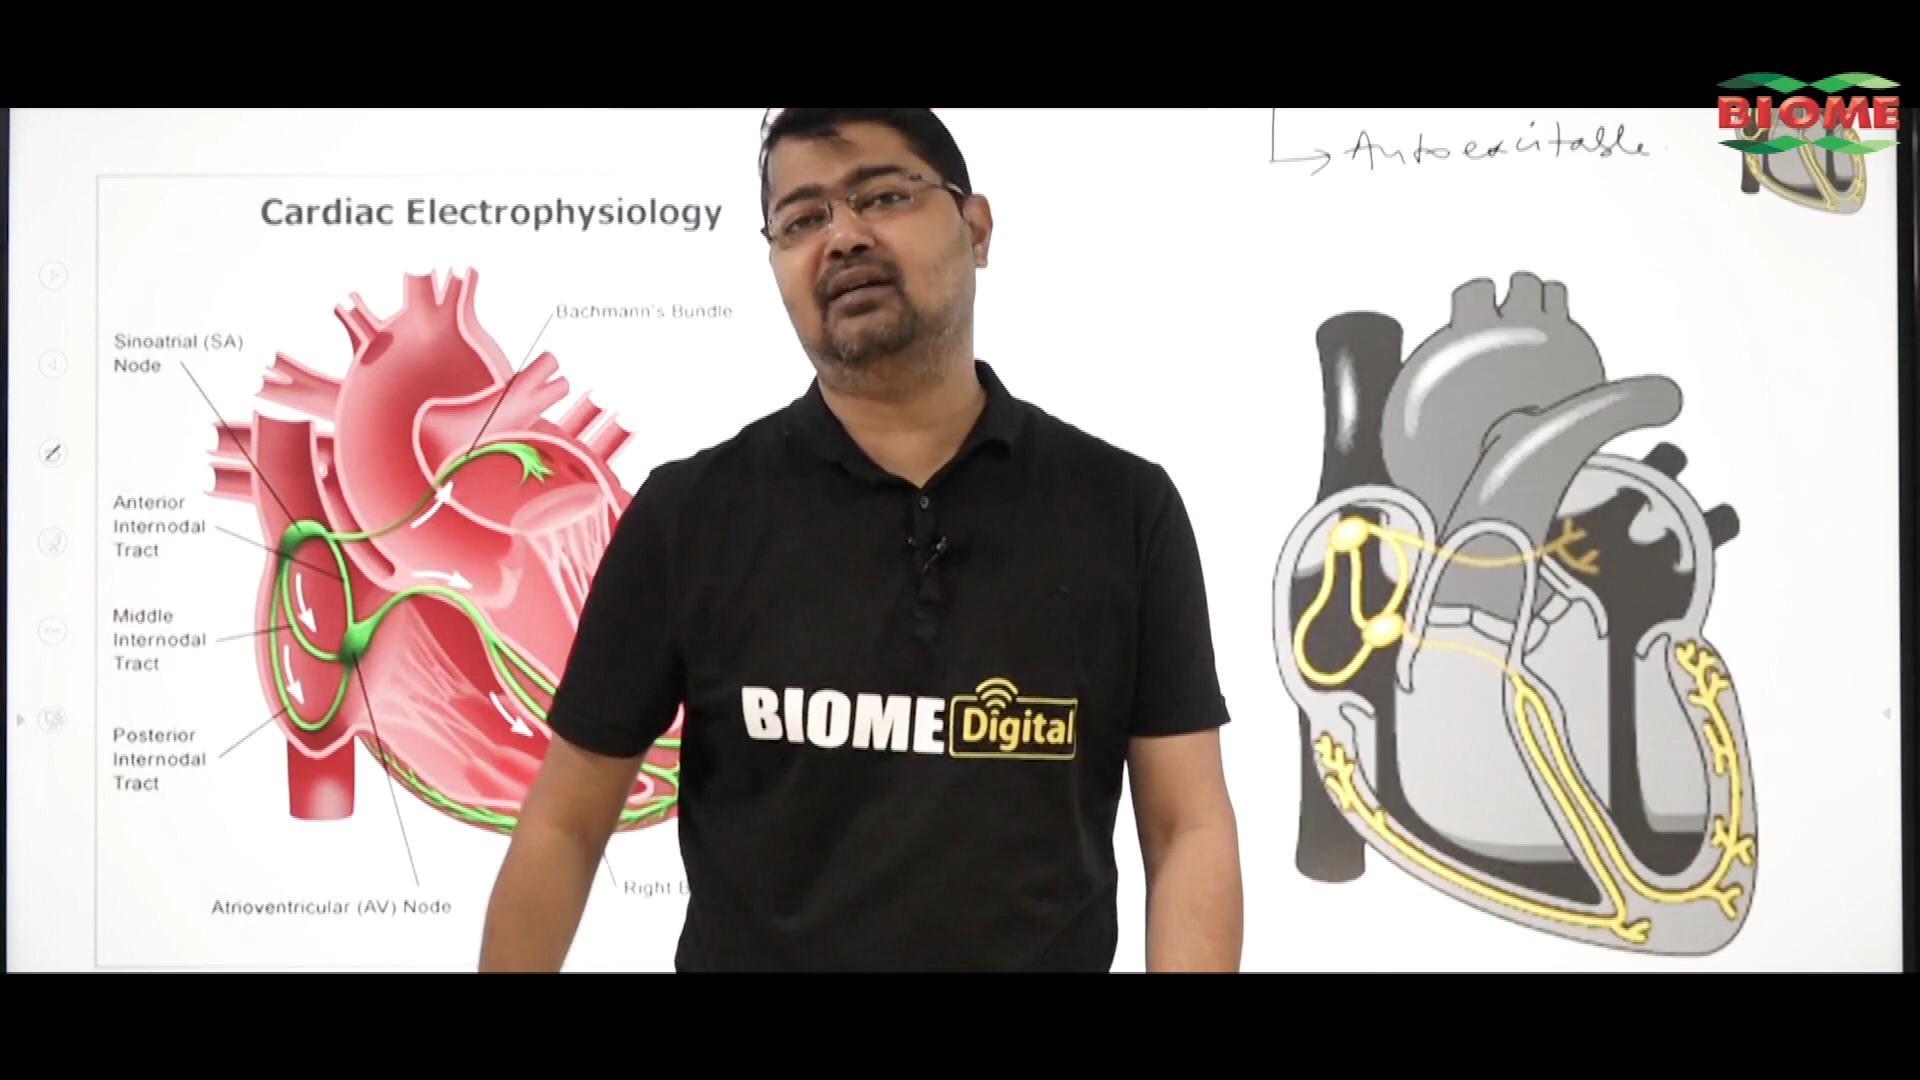 BIOME
Autoexcitable
Cardiac Electrophysiology
Bachmann's Bundle
Sinoatrial (SA)
Node
Anterior
Internodal
Tract
Middle
Internodal
Tract
Posterior
Internodal
Tract
Atrioventricular (AV) Node
Right B
BIOME Digital